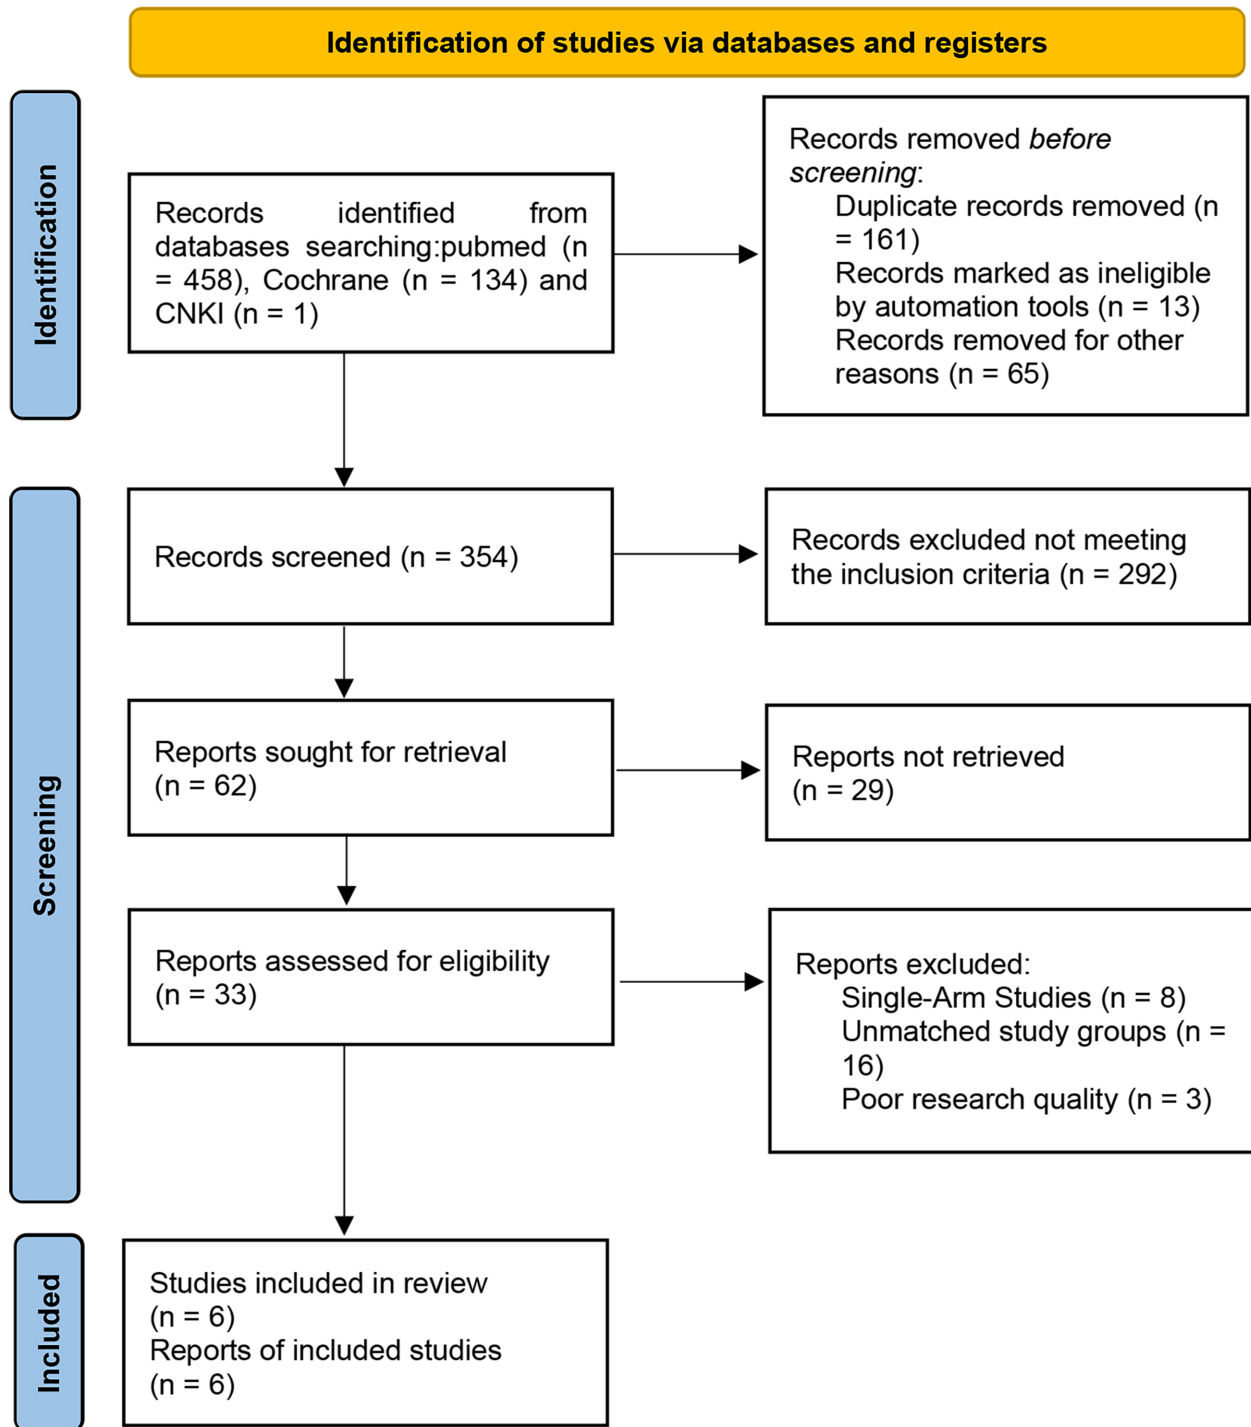 Identification of studies via databases and registers
Identification
Records identified from
databases searching:pubmed (n
= 458), Cochrane (n = 134) and
CNKI (n = 1)
Records removed before
screening:
Duplicate records removed (n
= 161)
Records marked as ineligible
by automation tools (n = 13)
Records removed for other
reasons (n = 65)
Screening
Records screened (n = 354)
Records excluded not meeting
the inclusion criteria (n = 292)
Reports sought for retrieval
(n = 62)
Reports not retrieved
(n = 29)
Reports assessed for eligibility
(n = 33)
Reports excluded:
Single-Arm Studies (n = 8)
Unmatched study groups (n =
16)
Poor research quality (n = 3)
Included
Studies included in review
(n = 6)
Reports of included studies
(n = 6)